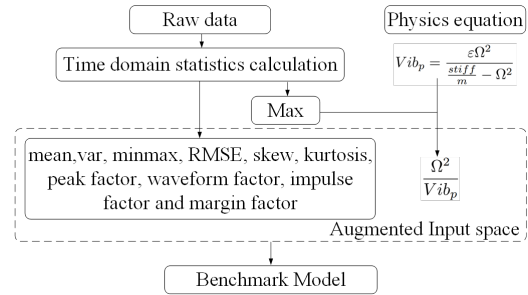 Raw data
Physics equation
Time domain statistics calculation
Vib_p = εΩ² / (stiff/m − Ω²)
Max
mean,var, minmax, RMSE, skew, kurtosis,
peak factor, waveform factor, impulse
factor and margin factor
Ω² / Vib_p
Augmented Input space
Benchmark Model